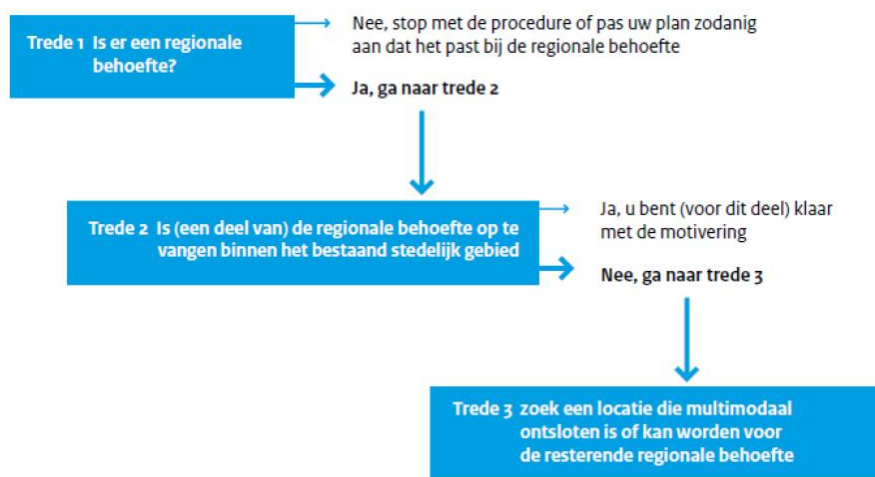 Trede 1 Is er een regionale
behoefte?
Nee, stop met de procedure of pas uw plan zodanig
aan dat het past bij de regionale behoefte
Ja, ga naar trede 2
Trede 2 Is (een deel van) de regionale behoefte op te
vangen binnen het bestaand stedelijk gebied
Ja, u bent (voor dit deel) klaar
met de motivering
Nee, ga naar trede 3
Trede 3 zoek een locatie die multimodaal
ontsloten is of kan worden voor
de resterende regionale behoefte